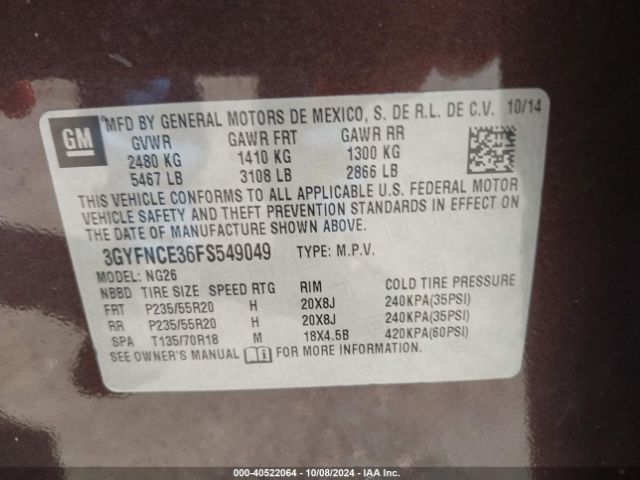 GM
MFD BY GENERAL MOTORS DE MEXICO, S. DE R.L. DE C.V. 10/14
GVWR GAWR FRT GAWR RR
2480 KG 1410 KG 1300 KG
5467 LB 3108 LB 2866 LB
THIS VEHICLE CONFORMS TO ALL APPLICABLE U.S. FEDERAL MOTOR
VEHICLE SAFETY AND THEFT PREVENTION STANDARDS IN EFFECT ON
THE DATE OF MANUFACTURE SHOWN ABOVE.
3GYFNCE36FS549049 TYPE: M.P.V.
MODEL: NG26
NBBD TIRE SIZE SPEED RTG RIM COLD TIRE PRESSURE
FRT P235/55R20 H 20X8J 240KPA(35PSI)
RR P235/55R20 H 20X8J 240KPA(35PSI)
SPA T135/70R18 M 18X4.5B 420KPA(60PSI)
SEE OWNER'S MANUAL FOR MORE INFORMATION.
000-40522064 - 10/08/2024 - IAA Inc.